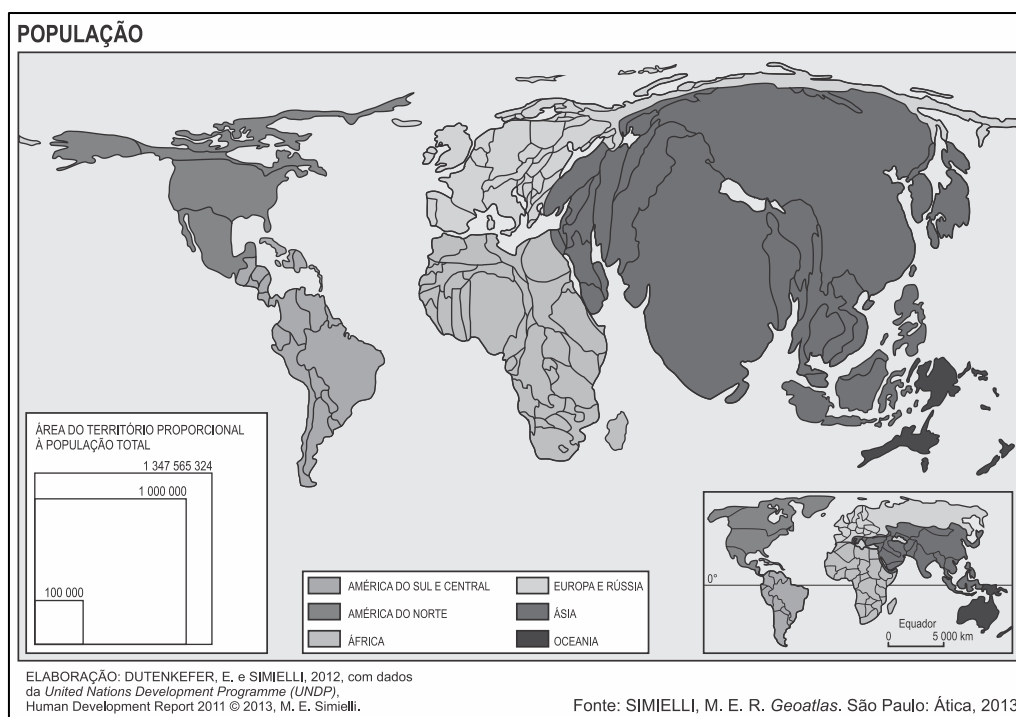 POPULAÇÃO
ÁREA DO TERRITÓRIO PROPORCIONAL
À POPULAÇÃO TOTAL
1 347 565 324
1 000 000
100 000
AMÉRICA DO SUL E CENTRAL
AMÉRICA DO NORTE
ÁFRICA
EUROPA E RÚSSIA
ÁSIA
OCEANIA
0°
Equador
0 5 000 km
ELABORAÇÃO: DUTENKEFER, E. e SIMIELLI, 2012, com dados
da United Nations Development Programme (UNDP),
Human Development Report 2011 © 2013, M. E. Simielli.
Fonte: SIMIELLI, M. E. R. Geoatlas. São Paulo: Ática, 2013